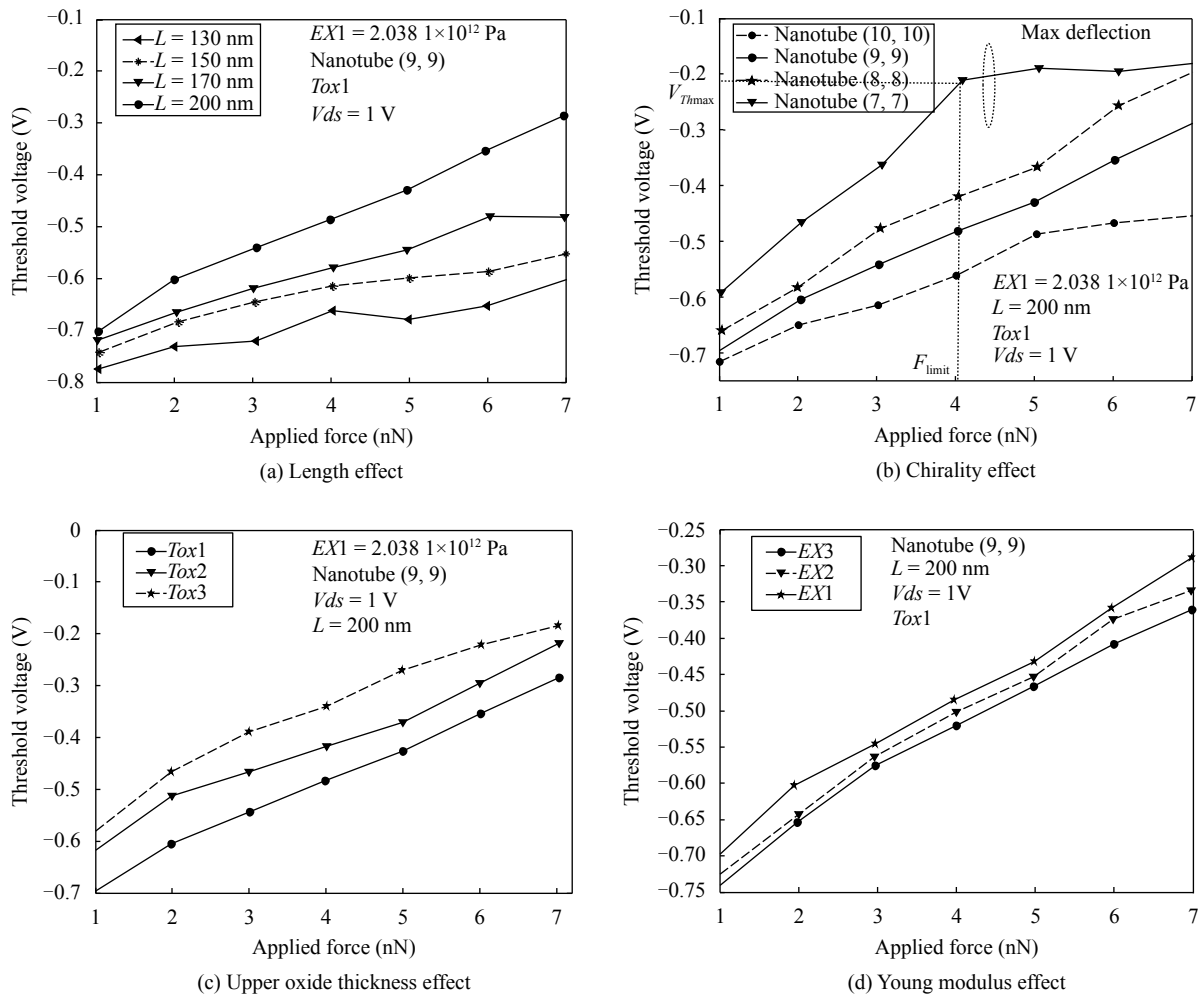 −0.1
−0.2
−0.3
−0.4
−0.5
−0.6
−0.7
−0.8
Threshold voltage (V)
L = 130 nm
L = 150nm
L = 170 nm
L = 200 nm
EX1 = 2.038 1×10¹² Pa
Nanotube (9, 9)
Tox1
Vds = 1 V
1 2 3 4 5 6 7
Applied force (nN)
(a) Length effect
−0.1
−0.2
−0.3
−0.4
−0.5
−0.6
−0.7
Threshold voltage (V)
Nanotube (10, 10)
Nanotube (9, 9)
Nanotube (8, 8)
Nanotube (7, 7)
Max deflection
V_Thmax
F_limit
EX1 = 2.038 1×10¹² Pa
L = 200 nm
Tox1
Vds = 1 V
1 2 3 4 5 6 7
Applied force (nN)
(b) Chirality effect
0
−0.1
−0.2
−0.3
−0.4
−0.5
−0.6
−0.7
Threshold voltage (V)
Tox1
Tox2
Tox3
EX1 = 2.038 1×10¹² Pa
Nanotube (9, 9)
Vds = 1 V
L = 200 nm
1 2 3 4 5 6 7
Applied force (nN)
(c) Upper oxide thickness effect
−0.25
−0.30
−0.35
−0.40
−0.45
−0.50
−0.55
−0.60
−0.65
−0.70
−0.75
Threshold voltage (V)
EX3
EX2
EX1
Nanotube (9, 9)
L = 200 nm
Vds = 1V
Tox1
1 2 3 4 5 6 7
Applied force (nN)
(d) Young modulus effect